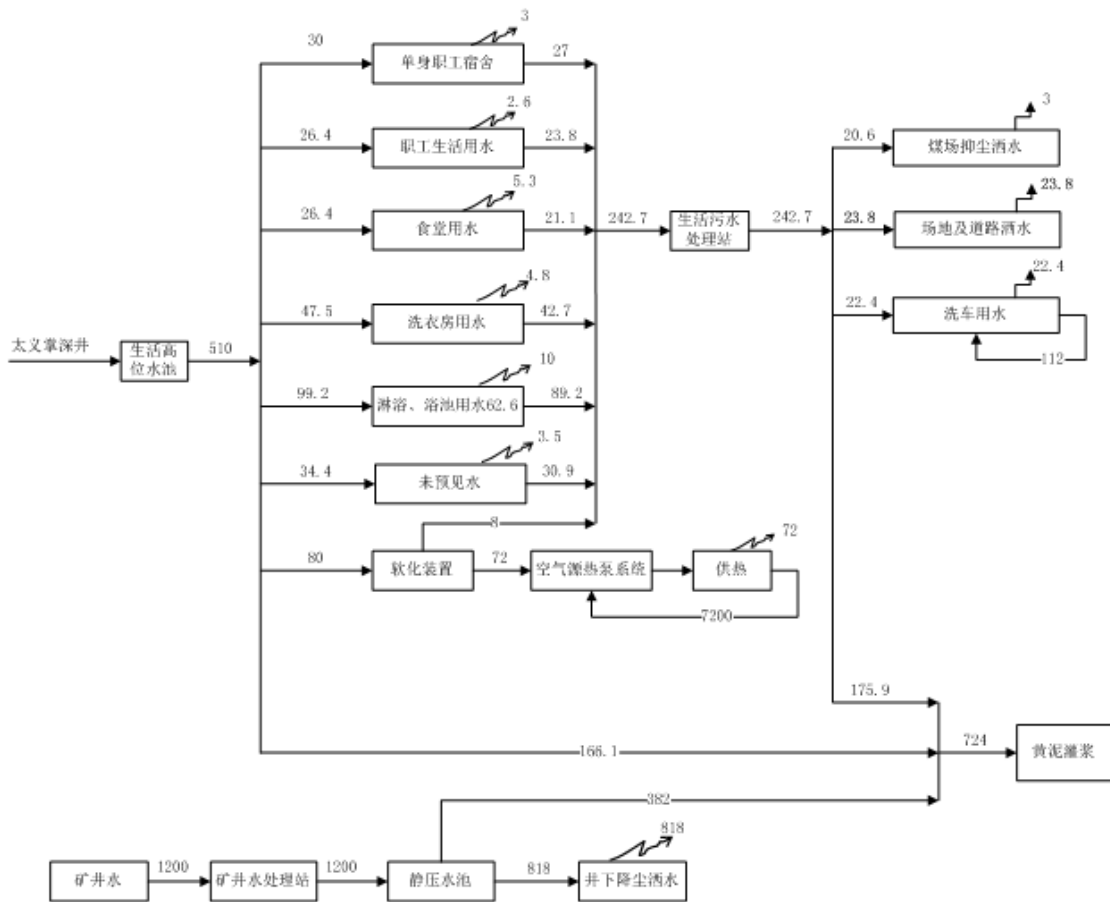 3
30
单身职工宿舍
27
2.6
26.4
职工生活用水
23.8
5.3
26.4
食堂用水
21.1
4.8
47.5
洗衣房用水
42.7
太义掌深井
生活高
位水池
510
10
99.2
淋浴、浴池用水62.6
89.2
3.5
34.4
未预见水
30.9
8
80
软化装置
72
空气源热泵系统
供热
72
7200
242.7
生活污水
处理站
242.7
3
20.6
煤场抑尘洒水
23.8
23.8
场地及道路洒水
22.4
22.4
洗车用水
112
175.9
166.1
724
黄泥灌浆
382
矿井水
1200
矿井水处理站
1200
静压水池
818
井下降尘洒水
818